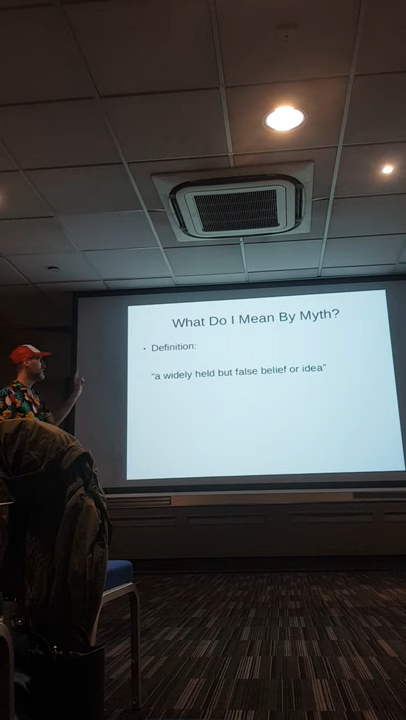 What Do I Mean By Myth?
• Definition:
“a widely held but false belief or idea”